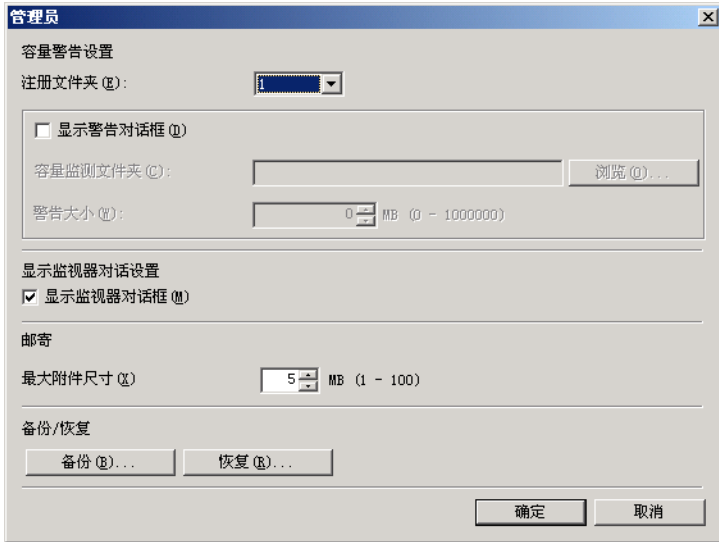 管理员
容量警告设置
注册文件夹(E):
1
显示警告对话框(D)
容量监测文件夹(C):
浏览(O)...
警告大小(W):
0 MB (0 - 1000000)
显示监视器对话设置
显示监视器对话框(M)
邮寄
最大附件尺寸(X)
5 MB (1 - 100)
备份/恢复
备份(B)...
恢复(R)...
确定
取消